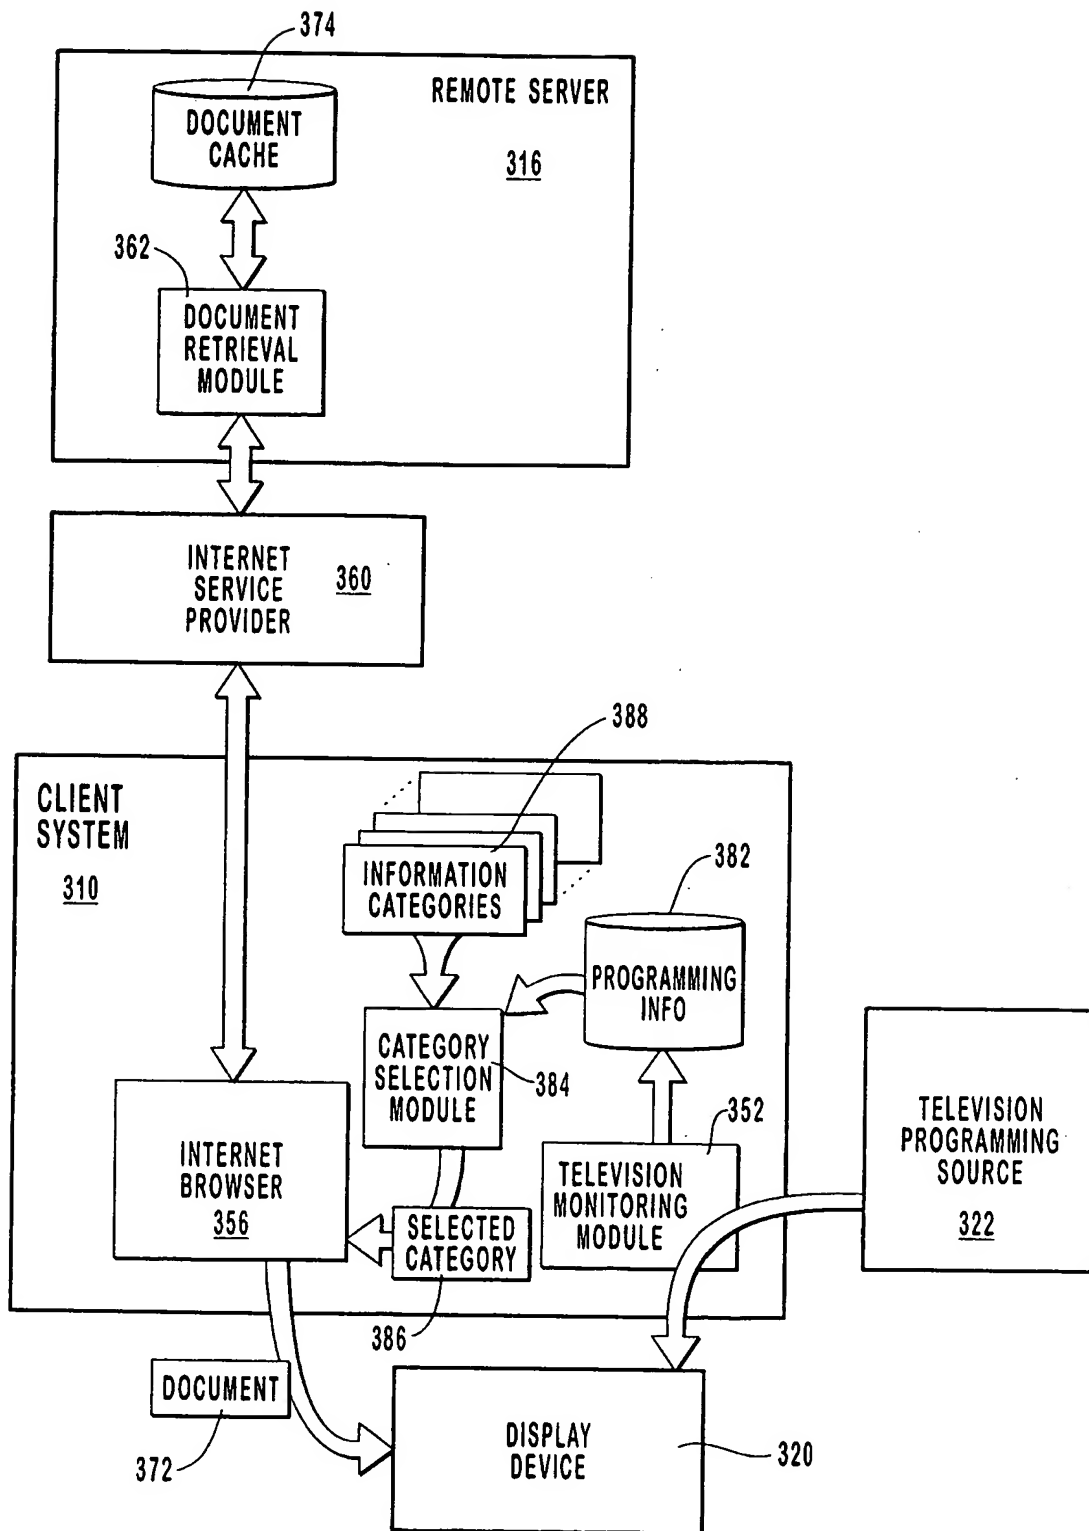 374
REMOTE SERVER
316
DOCUMENT
CACHE
362
DOCUMENT
RETRIEVAL
MODULE
INTERNET
SERVICE
PROVIDER
360
388
CLIENT
SYSTEM
310
INFORMATION
CATEGORIES
382
PROGRAMMING
INFO
CATEGORY
SELECTION
MODULE
384
352
TELEVISION
PROGRAMMING
SOURCE
322
INTERNET
BROWSER
356
TELEVISION
MONITORING
MODULE
SELECTED
CATEGORY
386
DOCUMENT
372
DISPLAY
DEVICE
320